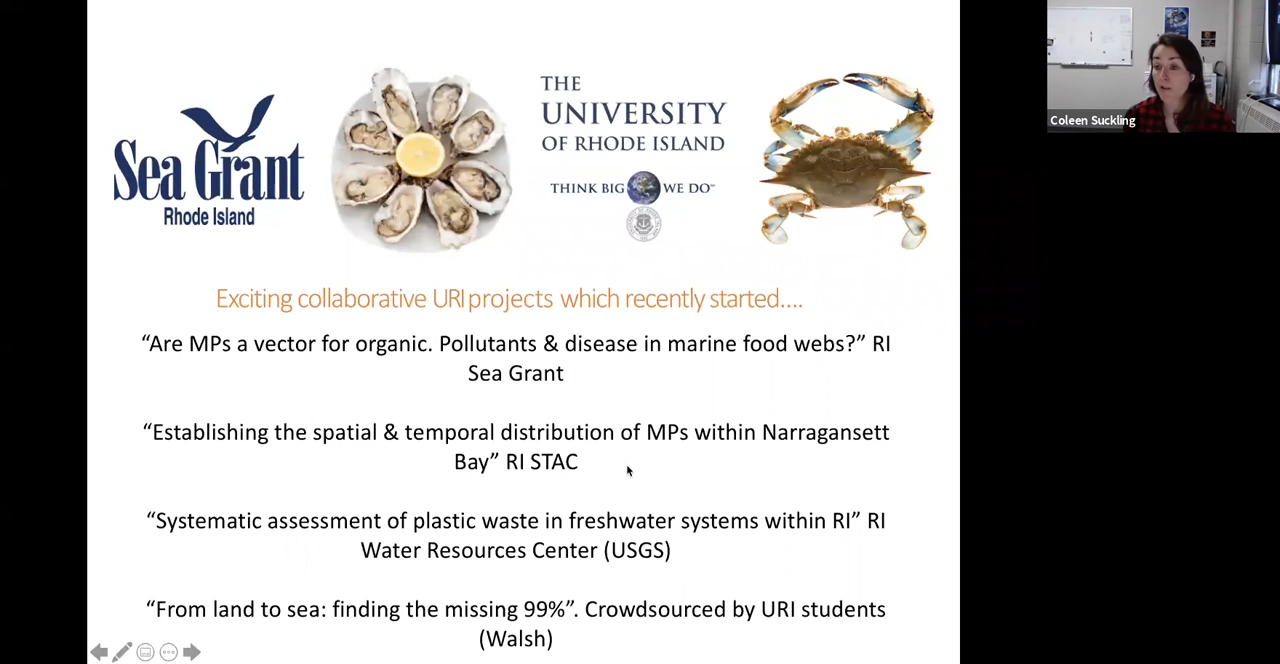 Sea Grant
Rhode Island
THE
UNIVERSITY
OF RHODE ISLAND
THINK BIG WE DO℠
Coleen Suckling
Exciting collaborative URI projects which recently started....
“Are MPs a vector for organic. Pollutants & disease in marine food webs?” RI
Sea Grant
“Establishing the spatial & temporal distribution of MPs within Narragansett
Bay” RI STAC
“Systematic assessment of plastic waste in freshwater systems within RI” RI
Water Resources Center (USGS)
“From land to sea: finding the missing 99%”. Crowdsourced by URI students
(Walsh)